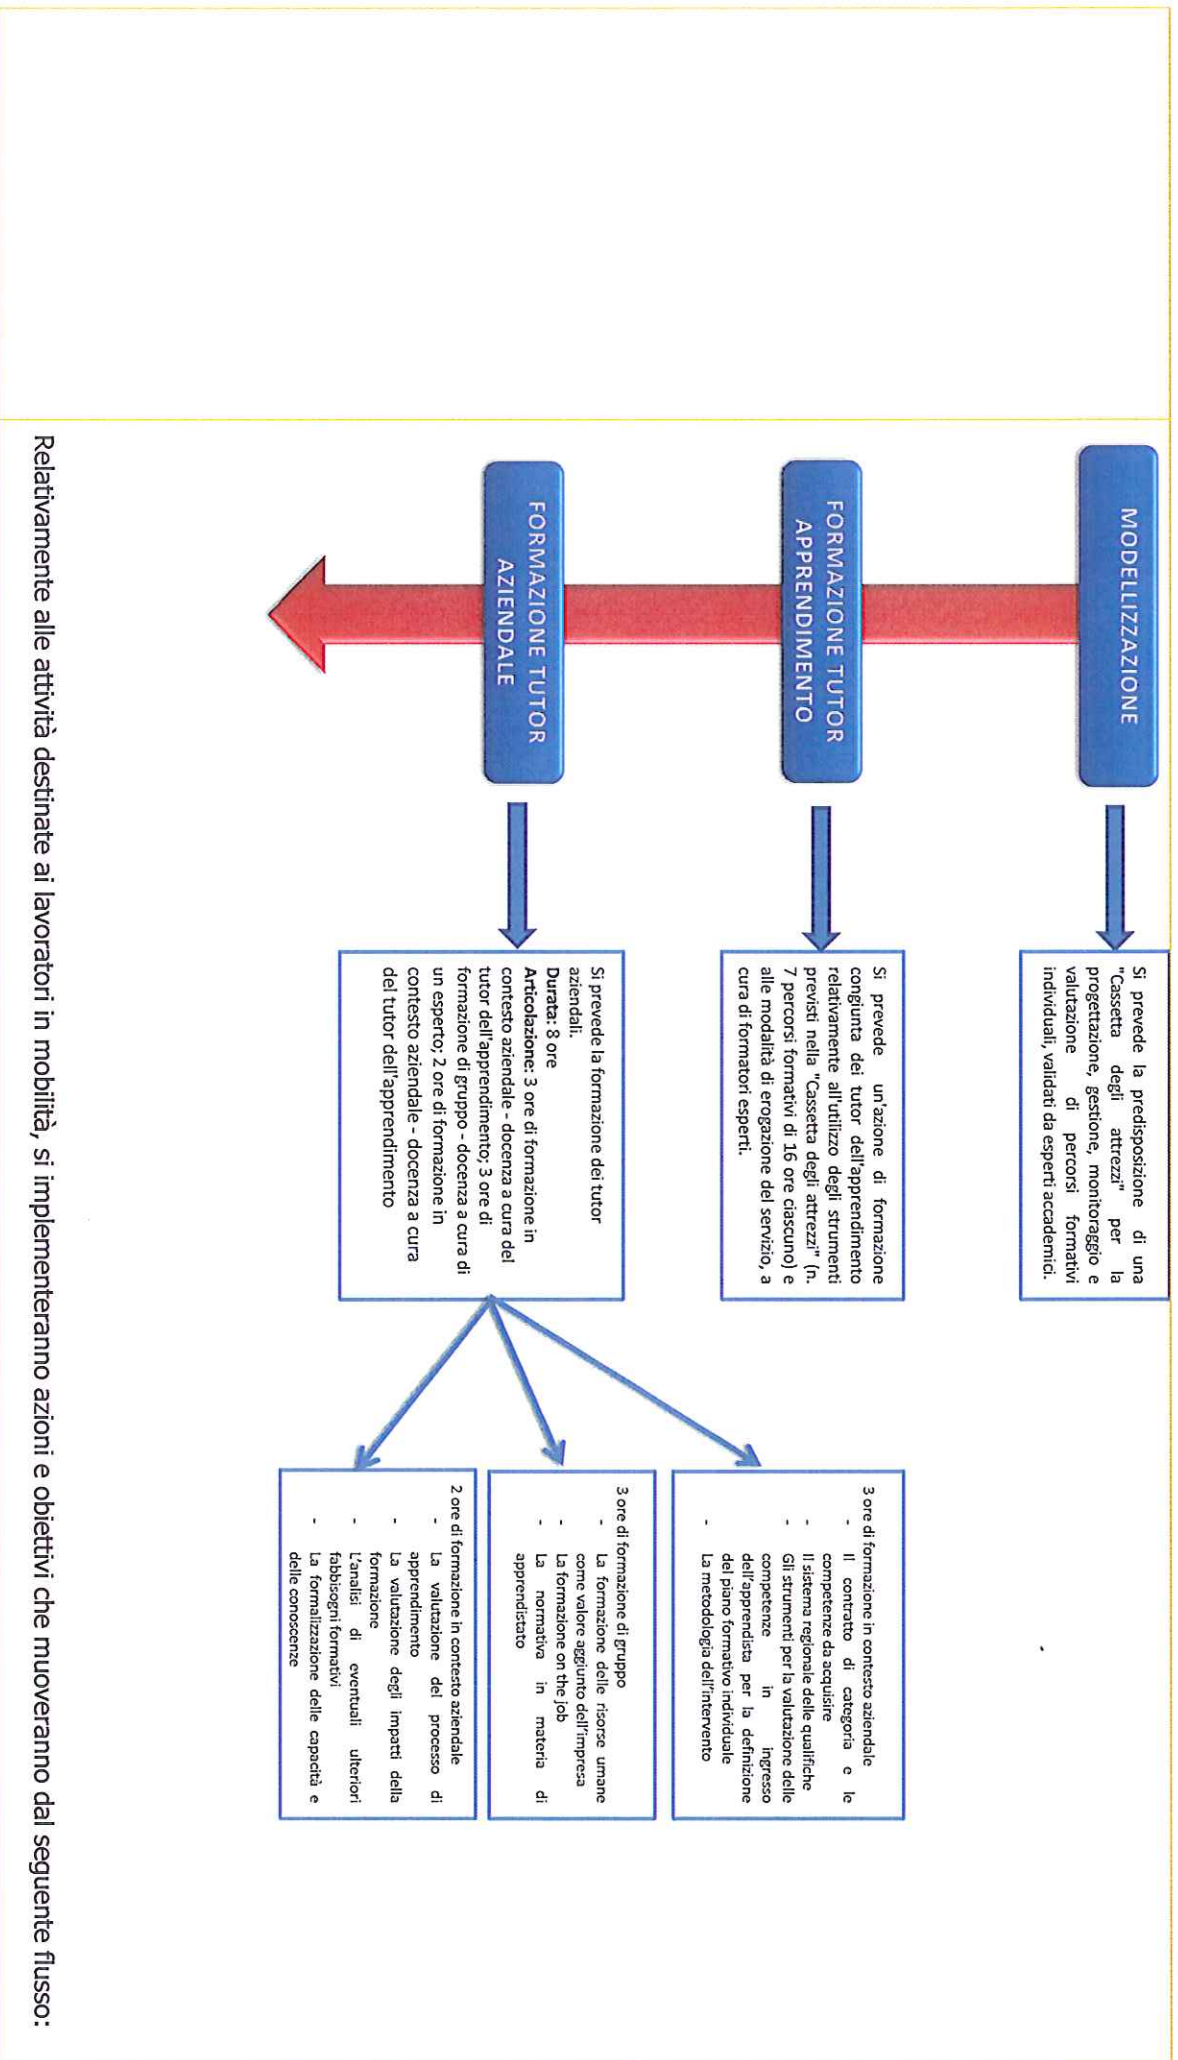 MODELLIZZAZIONE
Si prevede la predisposizione di una
"Cassetta degli attrezzi" per la
progettazione, gestione, monitoraggio e
valutazione di percorsi formativi
individuali, validati da esperti accademici.
FORMAZIONE TUTOR
APPRENDIMENTO
Si prevede un'azione di formazione
congiunta dei tutor dell'apprendimento
relativamente all'utilizzo degli strumenti
previsti nella "Cassetta degli attrezzi" (n.
7 percorsi formativi di 16 ore ciascuno) e
alle modalità di erogazione del servizio, a
cura di formatori esperti.
FORMAZIONE TUTOR
AZIENDALE
Si prevede la formazione dei tutor
aziendali.
Durata: 8 ore
Articolazione: 3 ore di formazione in
contesto aziendale - docenza a cura del
tutor dell'apprendimento; 3 ore di
formazione di gruppo - docenza a cura di
un esperto; 2 ore di formazione in
contesto aziendale - docenza a cura
del tutor dell'apprendimento
3 ore di formazione in contesto aziendale
- Il contratto di categoria e le
competenze da acquisire
- Il sistema regionale delle qualifiche
- Gli strumenti per la valutazione delle
competenze in ingresso
dell'apprendista per la definizione
del piano formativo individuale
- La metodologia dell'intervento
3 ore di formazione di gruppo
- La formazione delle risorse umane
come valore aggiunto dell'impresa
- La formazione on the job
- La normativa in materia di
apprendistato
2 ore di formazione in contesto aziendale
- La valutazione del processo di
apprendimento
- La valutazione degli impatti della
formazione
- L'analisi di eventuali ulteriori
fabbisogni formativi
- La formalizzazione delle capacità e
delle conoscenze
Relativamente alle attività destinate ai lavoratori in mobilità, si implementeranno azioni e obiettivi che muoveranno dal seguente flusso: